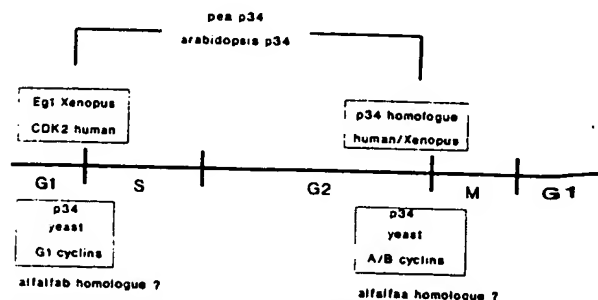 pea p34
arabidopsis p34
Eg1 Xenopus
CDK2 human
p34 homologue
human/Xenopus
G1 S G2 M G1
p34
yeast
G1 cyclins
p34
yeast
A/B cyclins
alfalfab homologue ?
alfalfaa homologue ?